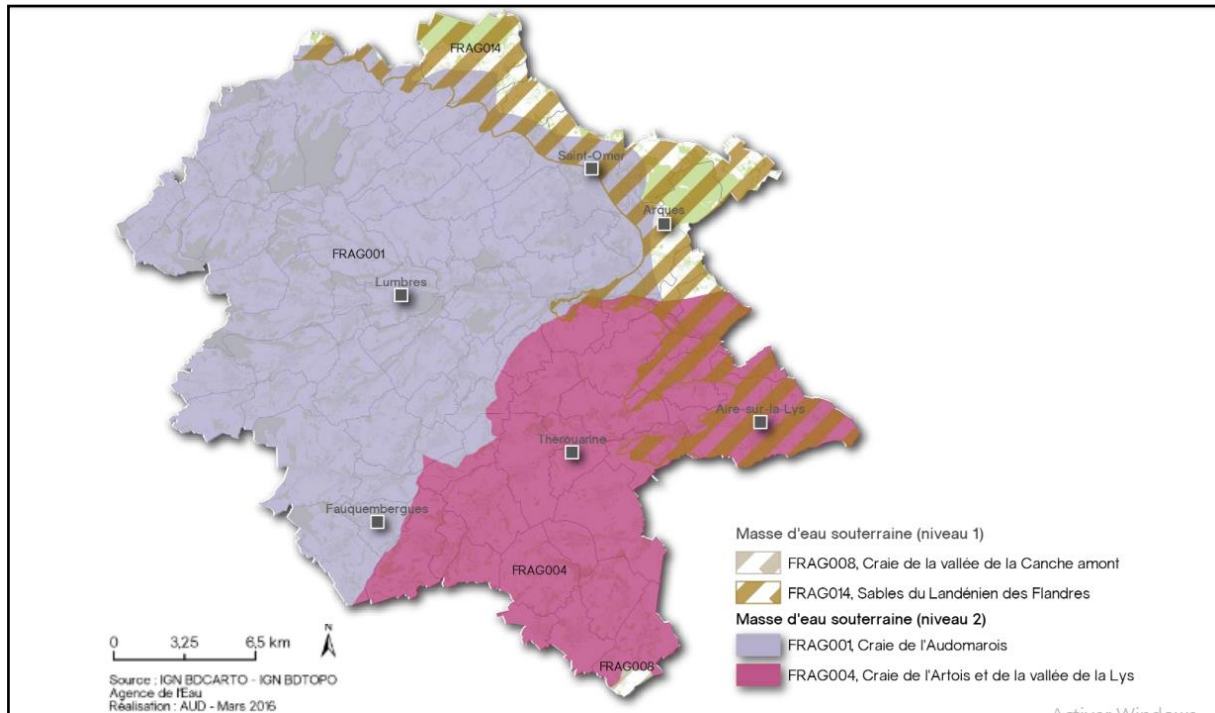 FRAG014
Saint-Omer
Arques
FRAG001
Lumbres
Aire-sur-la-Lys
Thérouanne
Fauquembergues
FRAG004
FRAG008
Masse d'eau souterraine (niveau 1)
FRAG008, Craie de la vallée de la Canche amont
FRAG014, Sables du Landénien des Flandres
Masse d'eau souterraine (niveau 2)
FRAG001, Craie de l'Audomarois
FRAG004, Craie de l'Artois et de la vallée de la Lys
0 3,25 6,5 km
N
Source : IGN BDCARTO - IGN BDTOPO
Agence de l'Eau
Réalisation : AUD - Mars 2016
Activer Windows